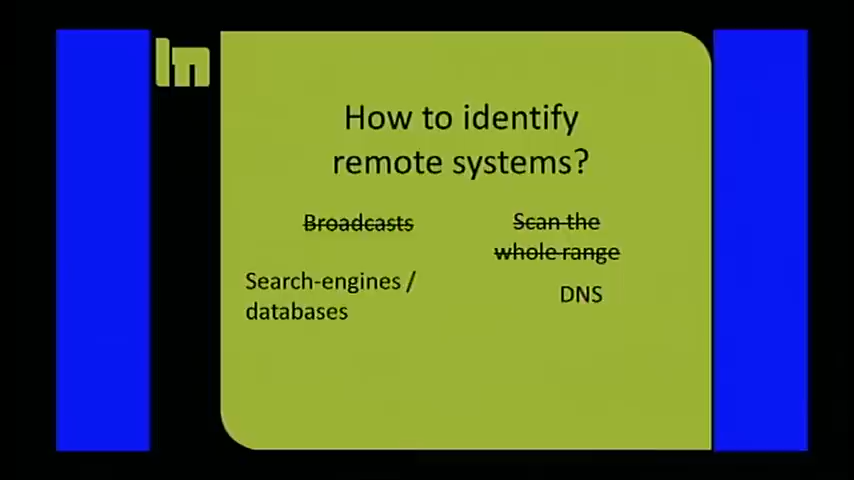 How to identify
remote systems?
Broadcasts
Scan the
whole range
Search-engines /
databases
DNS